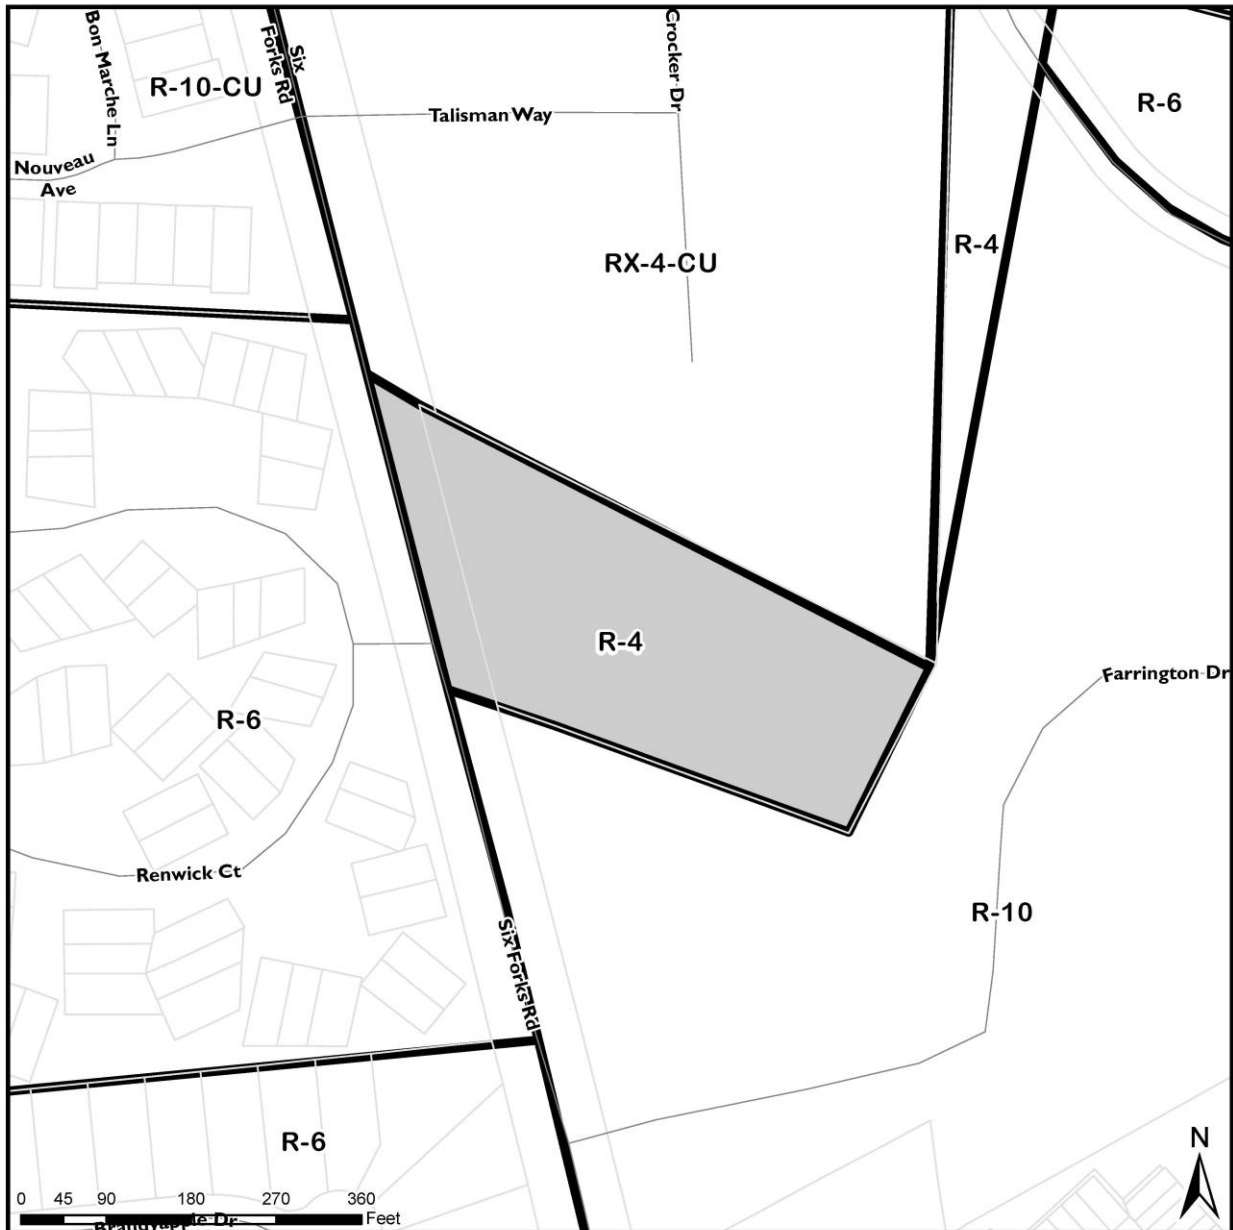 Bon Marche Ln
R-10-CU
Six
Forks Rd
Crocker Dr
Talisman Way
R-6
Nouveau
Ave
RX-4-CU
R-4
R-4
Farrington Dr
R-6
Renwick Ct
R-10
Six Forks Rd
R-6
N
0 45 90 180 270 360
Feet
Dr